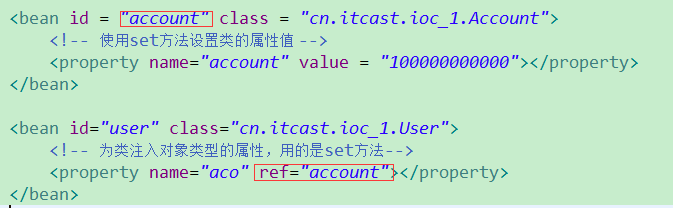 <bean id = "account" class = "cn.itcast.ioc_1.Account">
<!-- 使用set方法设置类的属性值 -->
<property name="account" value = "100000000000"></property>
</bean>
<bean id="user" class="cn.itcast.ioc_1.User">
<!-- 为类注入对象类型的属性，用的是set方法-->
<property name="aco" ref="account"></property>
</bean>